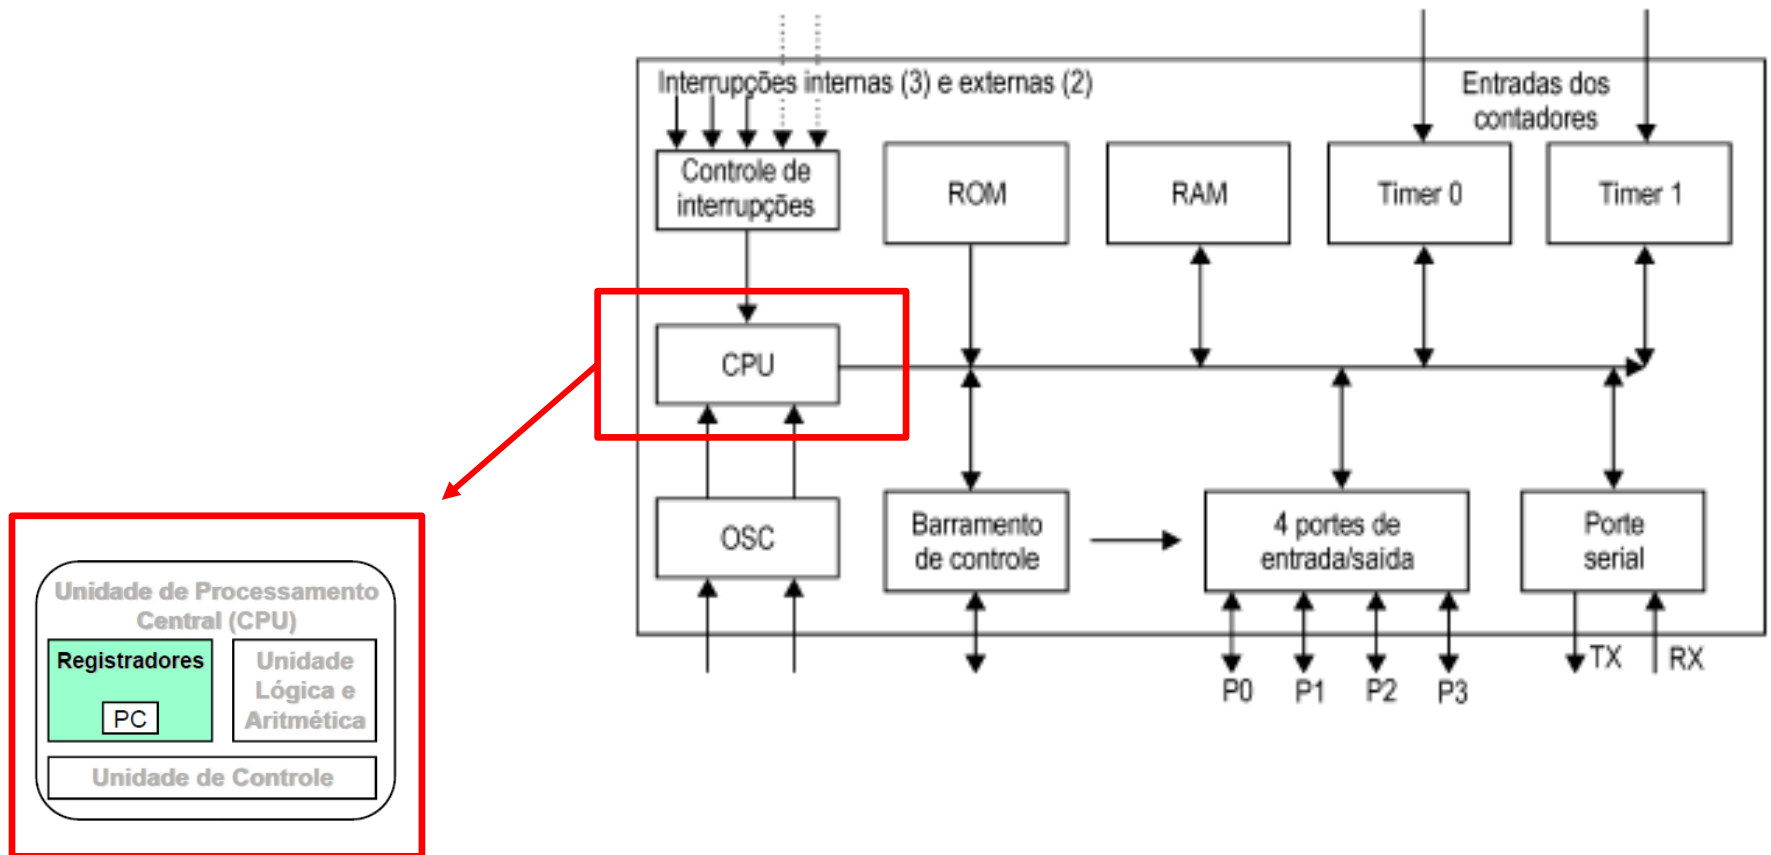 Interrupções internas (3) e externas (2)
Entradas dos
contadores
Controle de
interrupções
ROM
RAM
Timer 0
Timer 1
CPU
OSC
Barramento
de controle
4 portes de
entrada/saída
Porte
serial
P0
P1
P2
P3
TX
RX
Unidade de Processamento
Central (CPU)
Registradores
PC
Unidade
Lógica e
Aritmética
Unidade de Controle